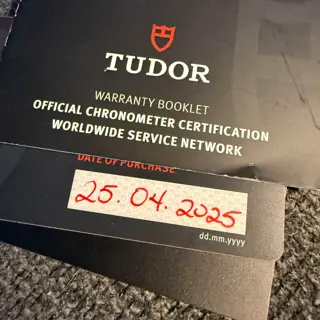 TUDOR
WARRANTY BOOKLET
OFFICIAL CHRONOMETER CERTIFICATION
WORLDWIDE SERVICE NETWORK
DATE OF PURCHASE
25.04.2025
dd.mm.yyyy